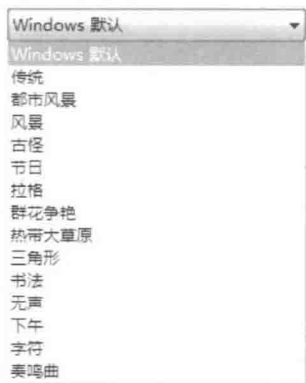 Windows 默认
Windows 默认
传统
都市风景
风景
古怪
节日
拉格
群花争艳
热带大草原
三角形
书法
无声
下午
字符
奏鸣曲